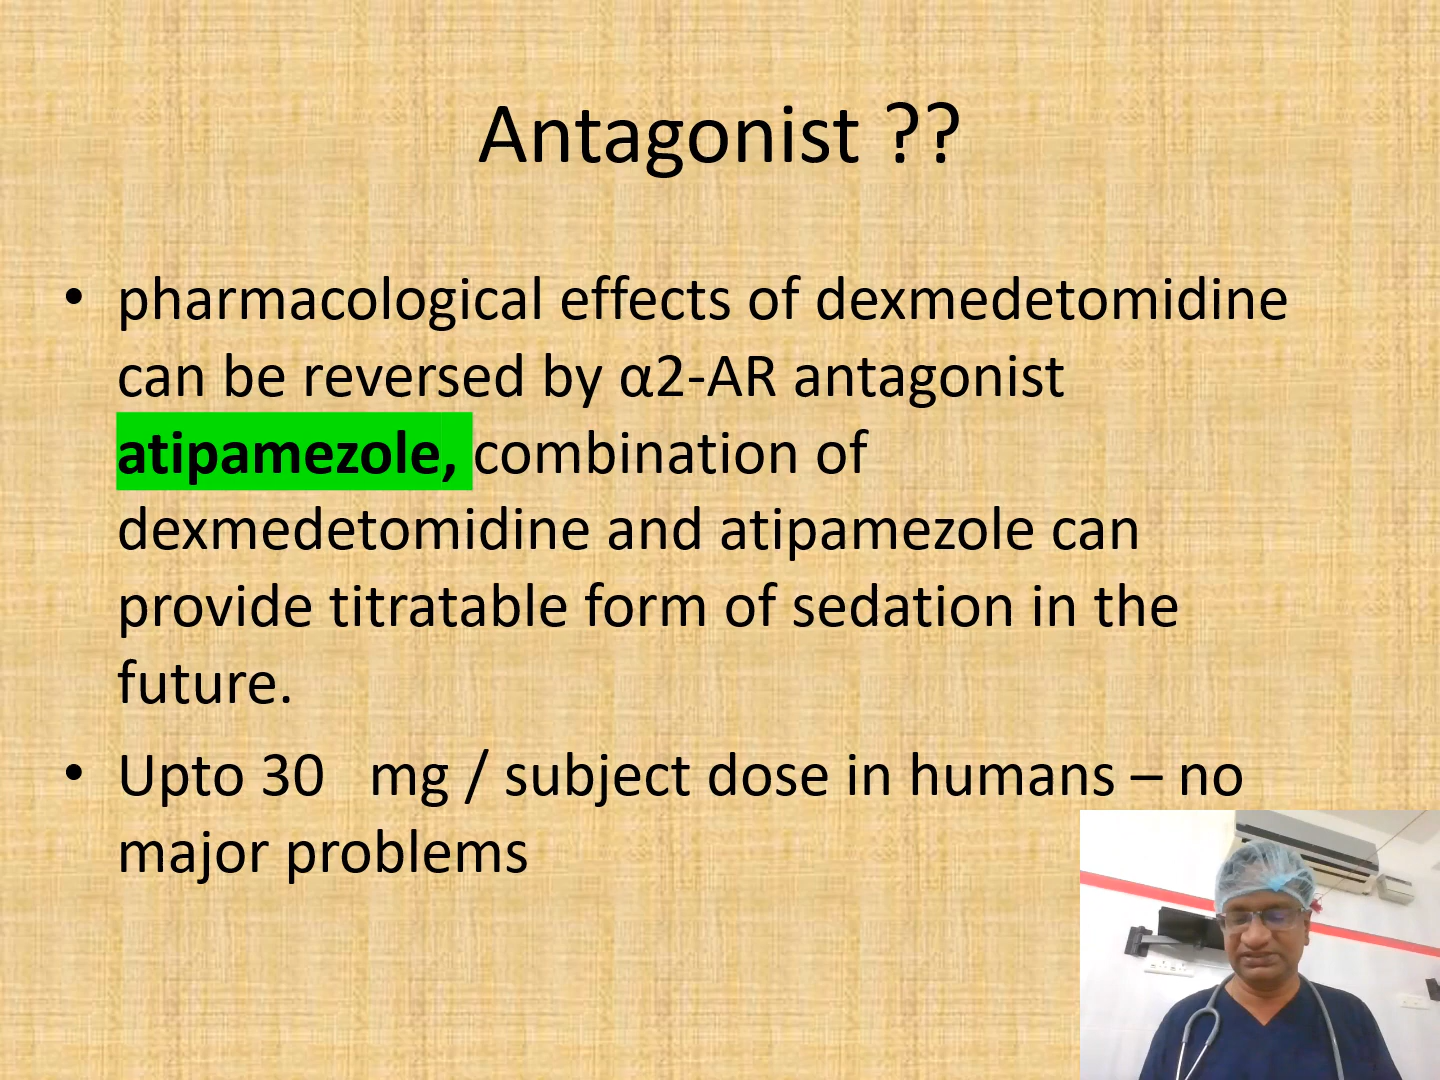 Antagonist ??
• pharmacological effects of dexmedetomidine
can be reversed by α2-AR antagonist
atipamezole, combination of
dexmedetomidine and atipamezole can
provide titratable form of sedation in the
future.
• Upto 30   mg / subject dose in humans – no
major problems